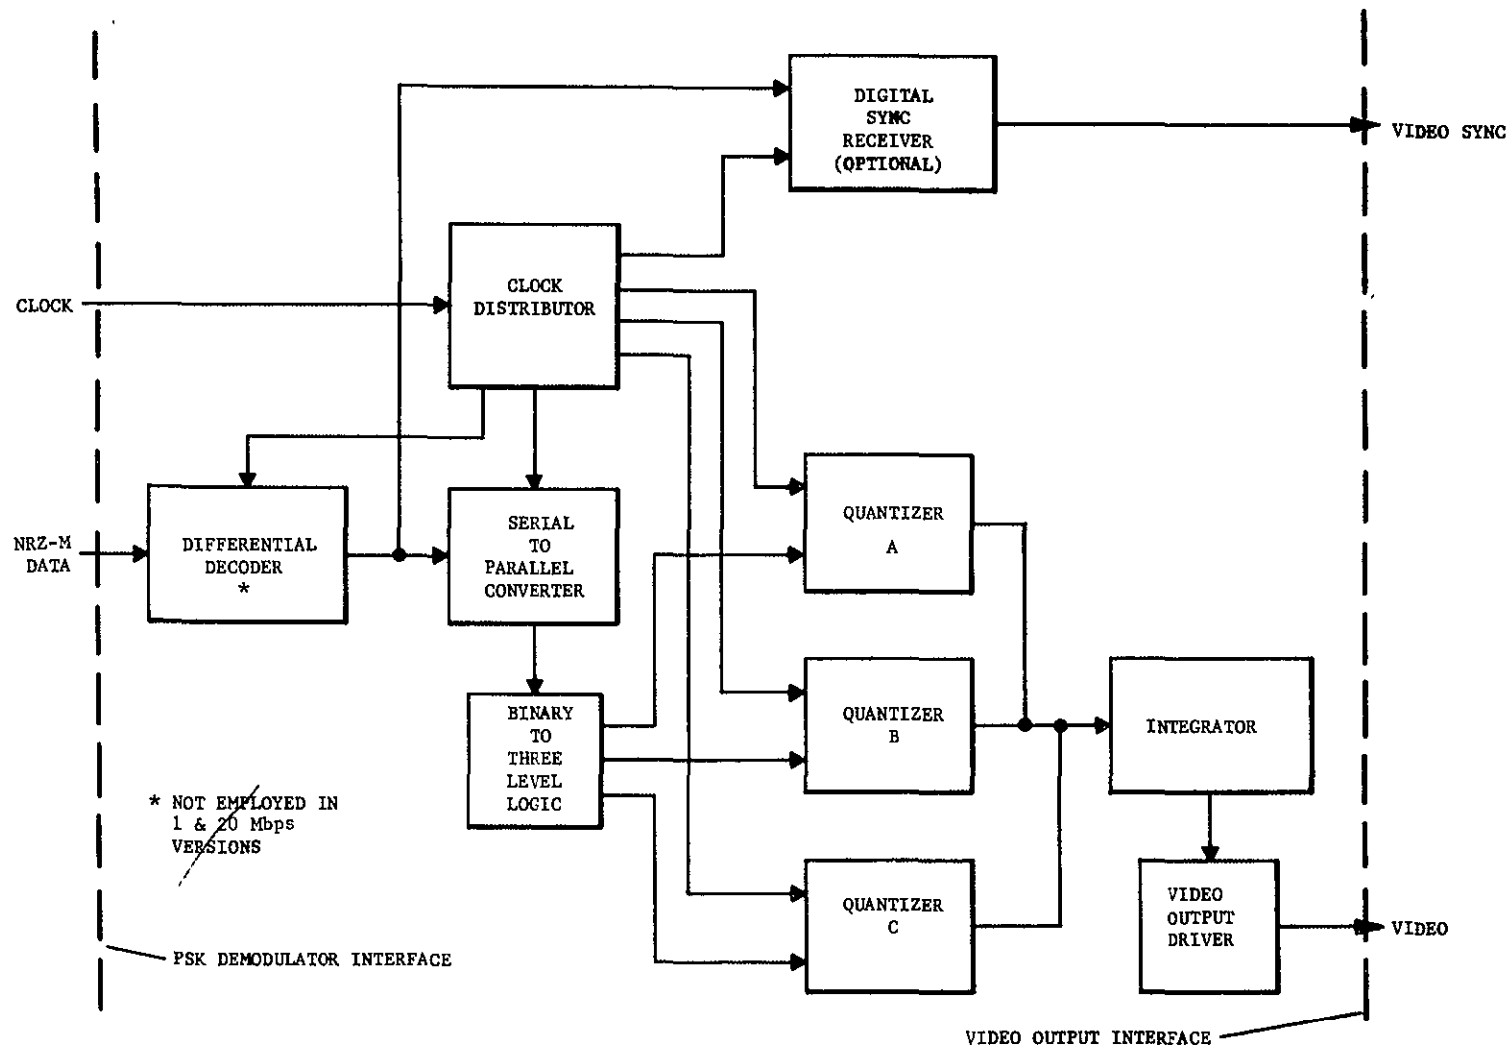 DIGITAL
SYNC
RECEIVER
(OPTIONAL)
VIDEO SYNC
CLOCK
DISTRIBUTOR
CLOCK
NRZ-M
DATA
DIFFERENTIAL
DECODER
*
SERIAL
TO
PARALLEL
CONVERTER
QUANTIZER
A
BINARY
TO
THREE
LEVEL
LOGIC
QUANTIZER
B
INTEGRATOR
* NOT EMPLOYED IN
1 & 20 Mbps
VERSIONS
QUANTIZER
C
VIDEO
OUTPUT
DRIVER
VIDEO
PSK DEMODULATOR INTERFACE
VIDEO OUTPUT INTERFACE